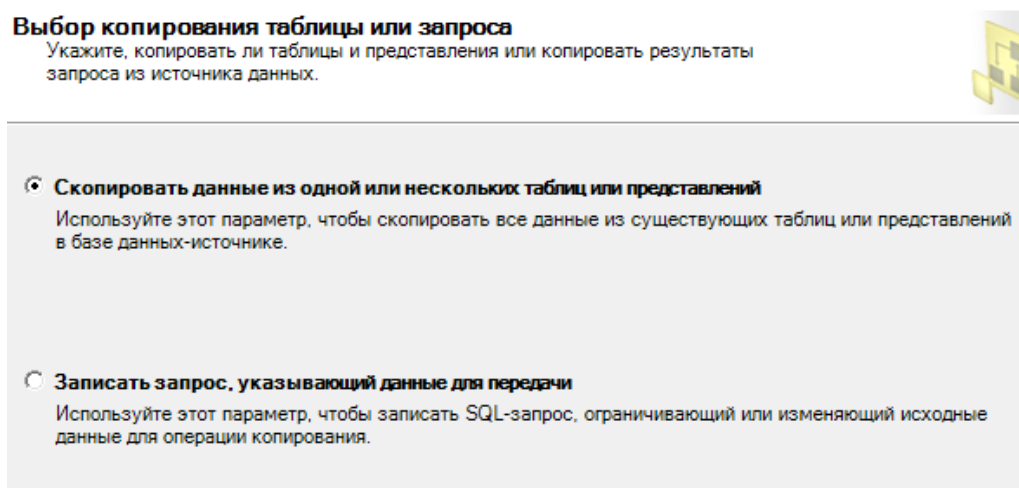 Выбор копирования таблицы или запроса
Укажите, копировать ли таблицы и представления или копировать результаты
запроса из источника данных.
Скопировать данные из одной или нескольких таблиц или представлений
Используйте этот параметр, чтобы скопировать все данные из существующих таблиц или представлений
в базе данных-источнике.
Записать запрос, указывающий данные для передачи
Используйте этот параметр, чтобы записать SQL-запрос, ограничивающий или изменяющий исходные
данные для операции копирования.